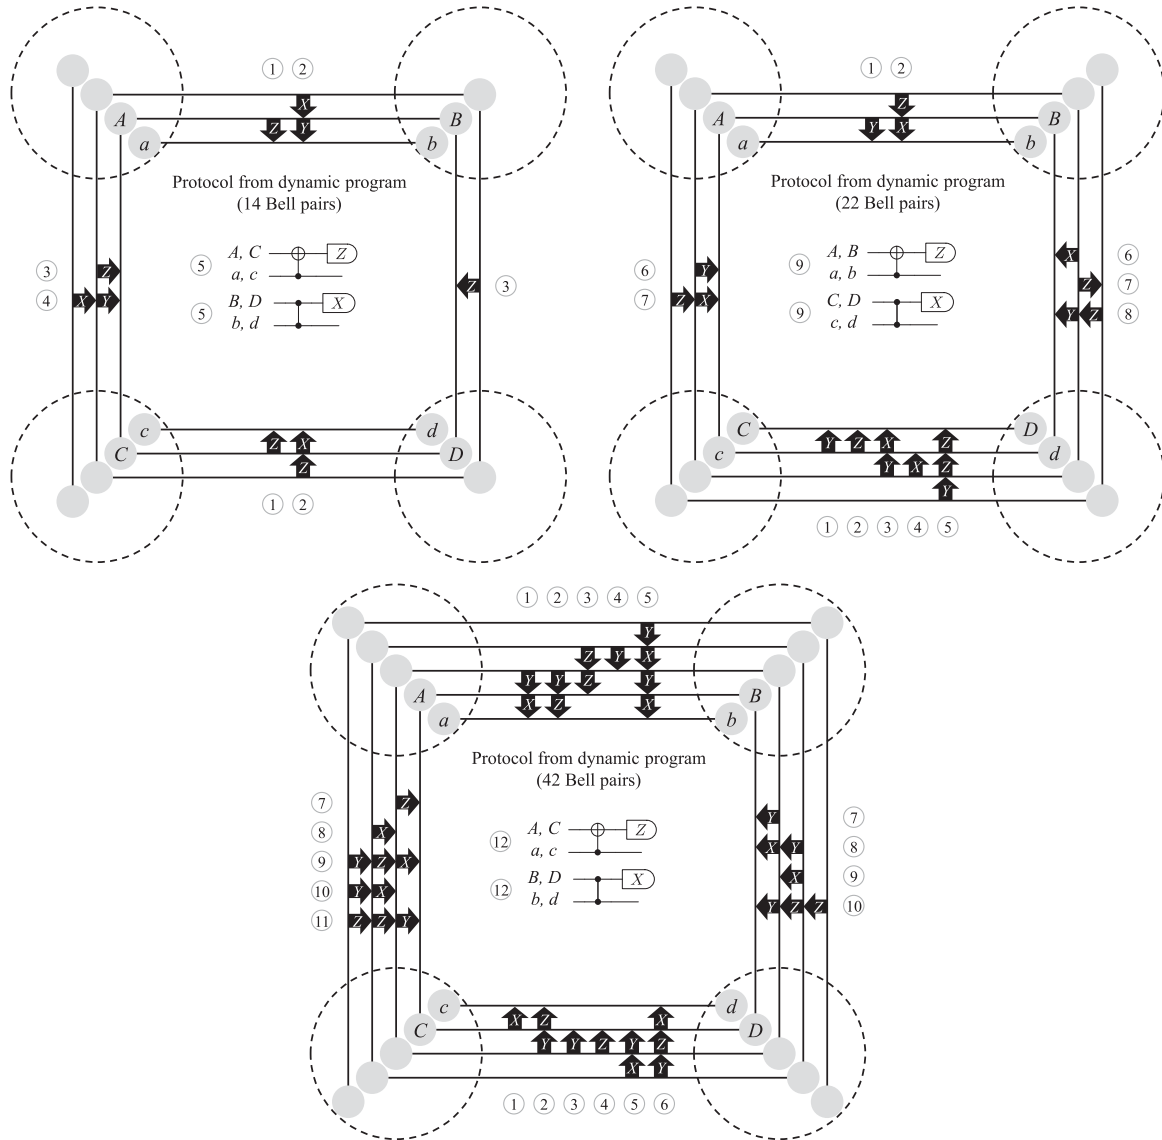 1 2
X
A Z Y B
a b
Protocol from dynamic program
(14 Bell pairs)
A, C Z
5
a, c
B, D X
5
b, d
3 Z
4 X Y
Z 3
c d
C Z X D
Z
1 2
1 2
Z
A Y X B
a b
Protocol from dynamic program
(22 Bell pairs)
A, B Z
9
a, b
C, D X
9
c, d
6 Y
7 Z X
X 6
Z 7
Y Z 8
C Y Z X Z D
c Y X Z d
Y
1 2 3 4 5
1 2 3 4 5
Y
Z Y X
Y Y Z Y
A X Z X B
a b
Protocol from dynamic program
(42 Bell pairs)
A, C Z
12
a, c
B, D X
12
b, d
7 Z
8 X
9 Y Z X
10 Y X
11 Z Z Y
Y 7
X Y 8
X 9
Y Z Z 10
c d
C X Z X D
Y Y Z Y Z
X Y
1 2 3 4 5 6